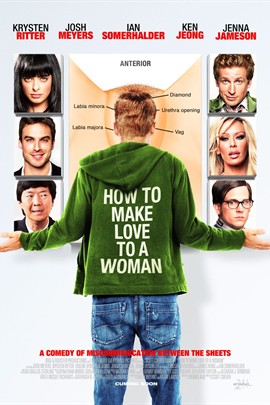 KRYSTEN RITTER
JOSH MEYERS
IAN SOMERHALDER
KEN JEONG
JENNA JAMESON
ANTERIOR
Diamond
Labia minora
Urethra opening
Labia majora
Vag
HOW TO
MAKE
LOVE
TO A
WOMAN
A COMEDY OF MISCOMMUNICATION BETWEEN THE SHEETS
COMING SOON